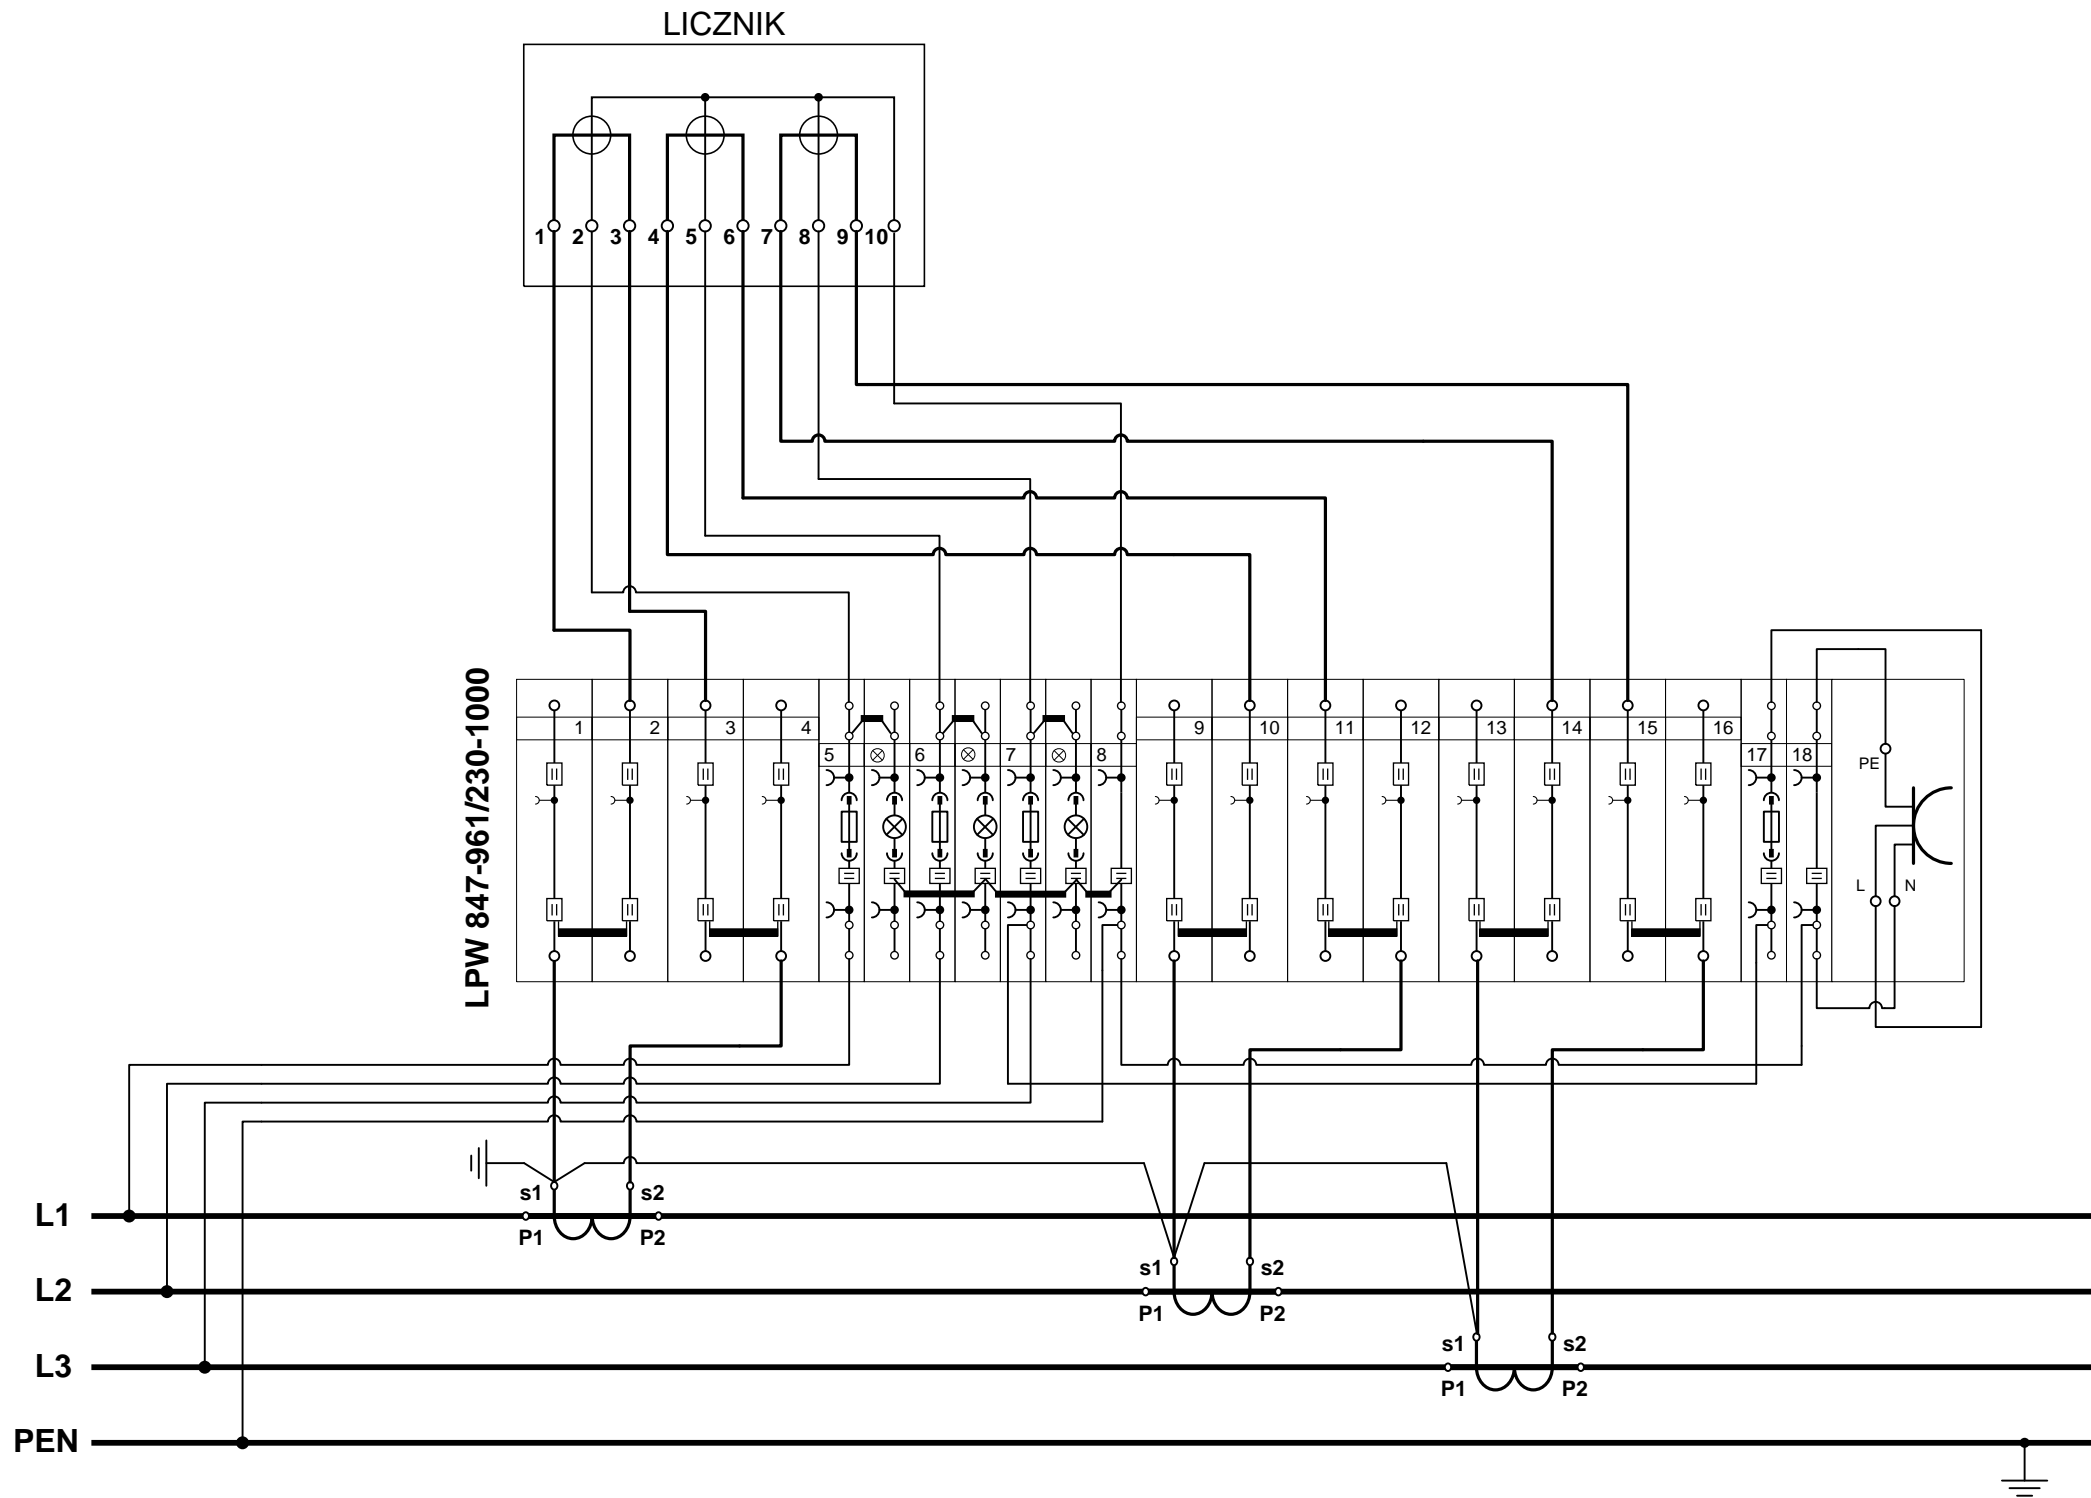 LICZNIK
1 2 3 4 5 6 7 8 9 10
LPW 847-961/230-1000
1 2 3 4 5 6 7 8 9 10 11 12 13 14 15 16 17 18
PE
L N
s1 s2
L1
P1 P2
s1 s2
L2
P1 P2
s1 s2
L3
P1 P2
PEN